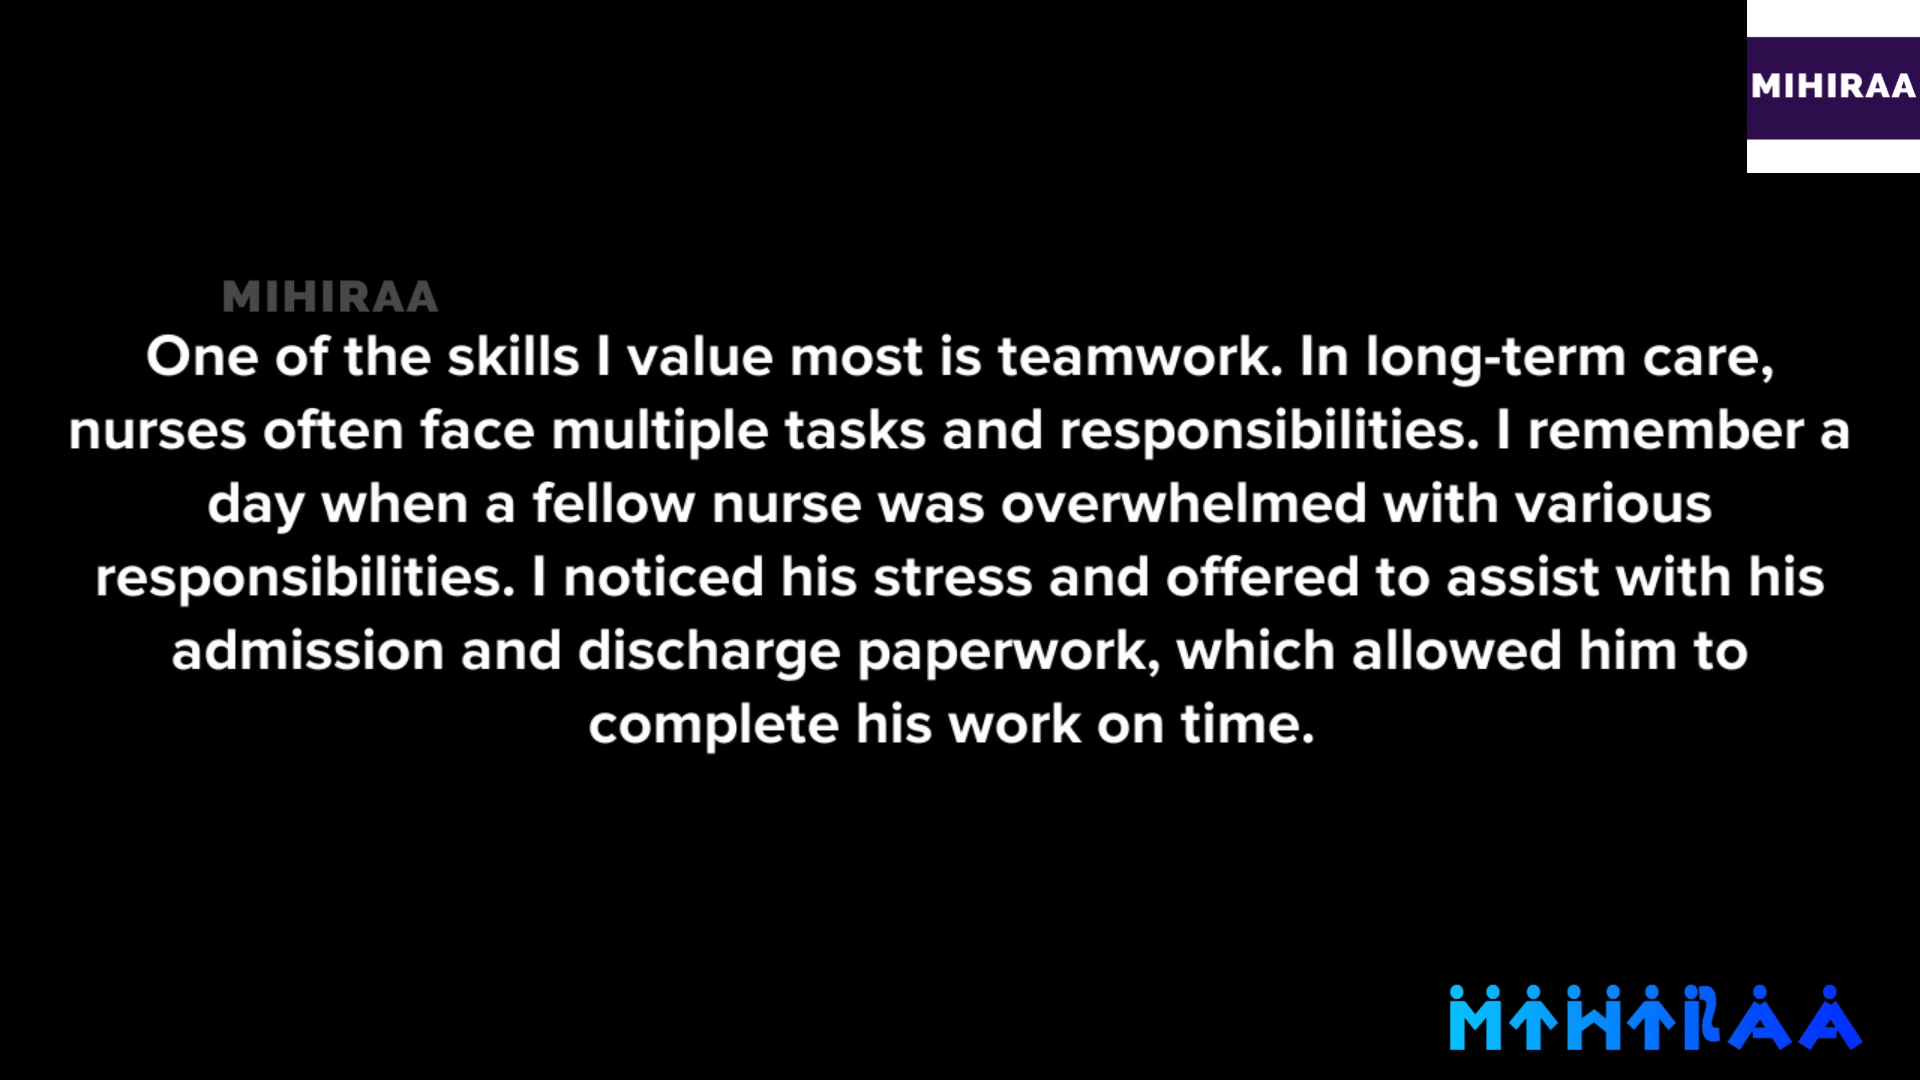 MIHIRAA
MIHIRAA
One of the skills I value most is teamwork. In long-term care,
nurses often face multiple tasks and responsibilities. I remember a
day when a fellow nurse was overwhelmed with various
responsibilities. I noticed his stress and offered to assist with his
admission and discharge paperwork, which allowed him to
complete his work on time.
MIHIRAA